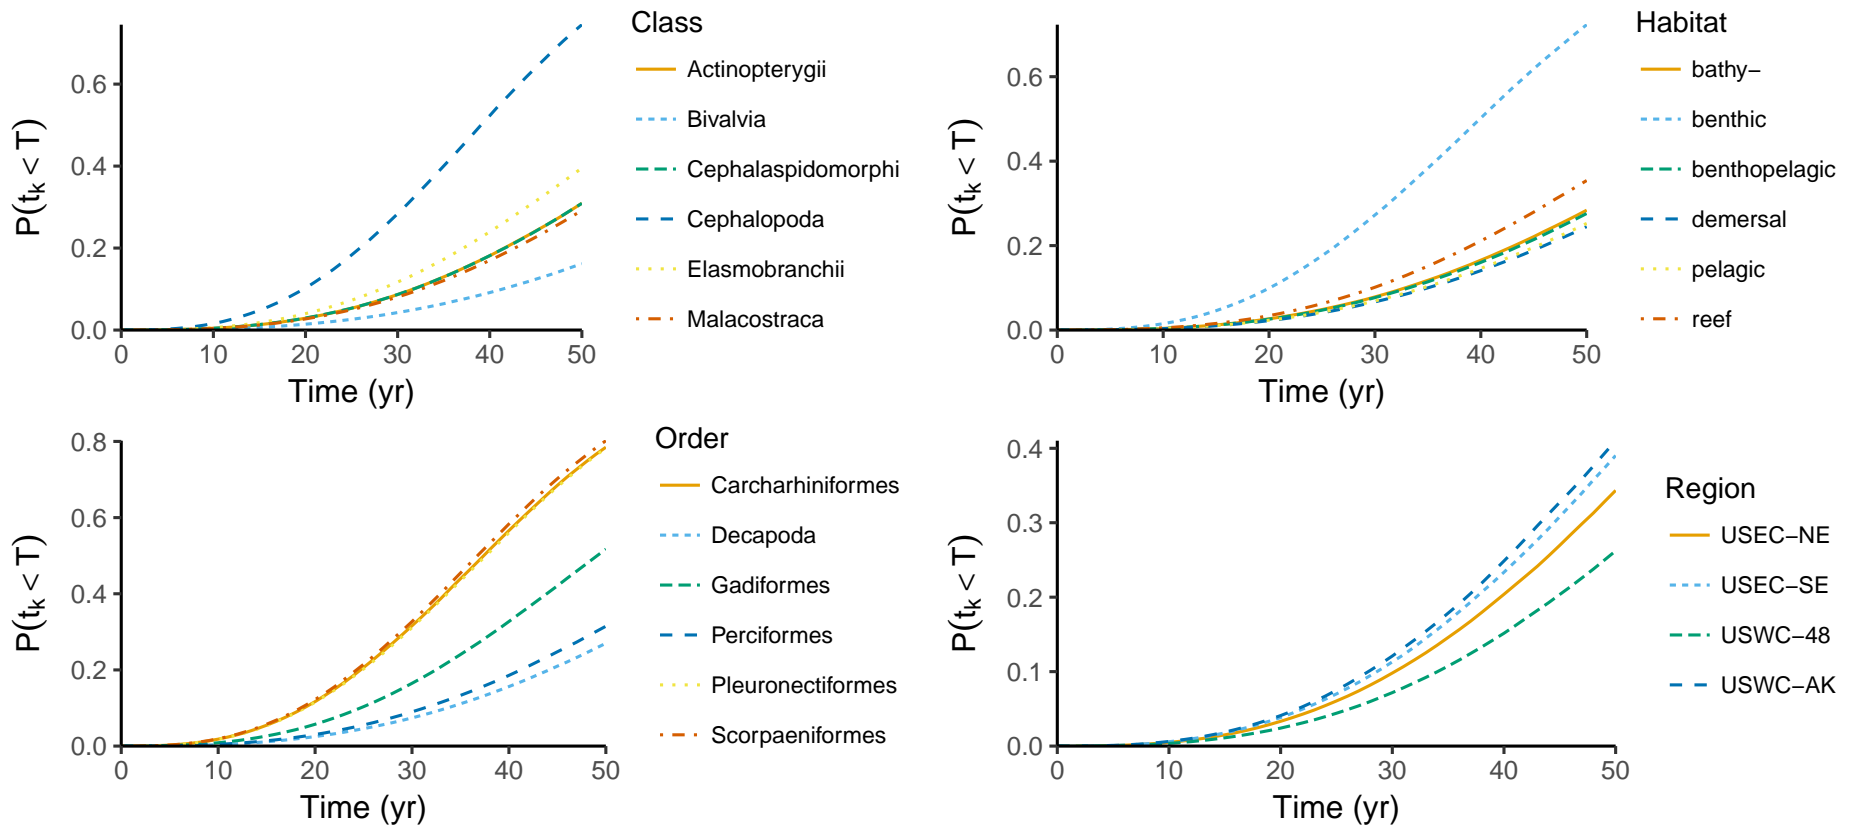 Class
0.6
0.4
0.2
0.0
P(tk < T)
0 10 20 30 40 50
Time (yr)
Actinopterygii
Bivalvia
Cephalaspidomorphi
Cephalopoda
Elasmobranchii
Malacostraca
Habitat
0.6
0.4
0.2
0.0
P(tk < T)
0 10 20 30 40 50
Time (yr)
bathy−
benthic
benthopelagic
demersal
pelagic
reef
Order
0.8
0.6
0.4
0.2
0.0
P(tk < T)
0 10 20 30 40 50
Time (yr)
Carcharhiniformes
Decapoda
Gadiformes
Perciformes
Pleuronectiformes
Scorpaeniformes
0.4
0.3
0.2
0.1
0.0
P(tk < T)
0 10 20 30 40 50
Time (yr)
Region
USEC−NE
USEC−SE
USWC−48
USWC−AK